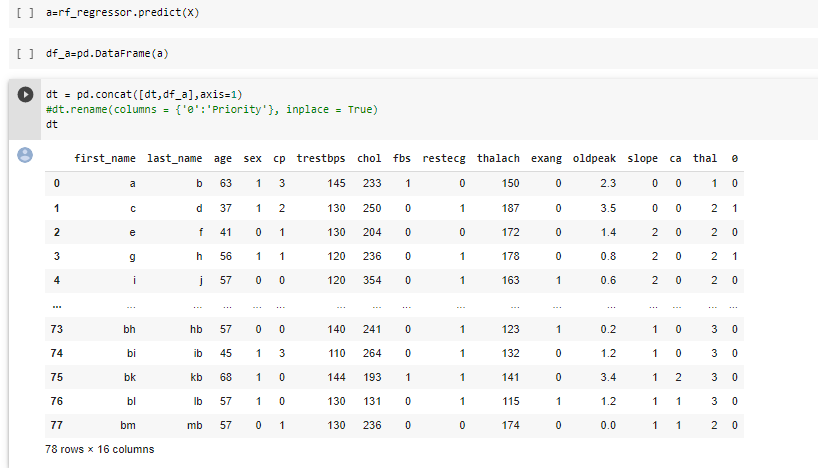 [ ] a=rf_regressor.predict(X)
[ ] df_a=pd.DataFrame(a)
dt = pd.concat([dt,df_a],axis=1)
#dt.rename(columns = {'0':'Priority'}, inplace = True)
dt
first_name last_name age sex cp trestbps chol fbs restecg thalach exang oldpeak slope ca thal 0
0 a b 63 1 3 145 233 1 0 150 0 2.3 0 0 1 0
1 c d 37 1 2 130 250 0 1 187 0 3.5 0 0 2 1
2 e f 41 0 1 130 204 0 0 172 0 1.4 2 0 2 0
3 g h 56 1 1 120 236 0 1 178 0 0.8 2 0 2 1
4 i j 57 0 0 120 354 0 1 163 1 0.6 2 0 2 0
... ... ... ... ... ... ... ... ... ... ... ... ... ... ... ... ...
73 bh hb 57 0 0 140 241 0 1 123 1 0.2 1 0 3 0
74 bi ib 45 1 3 110 264 0 1 132 0 1.2 1 0 3 0
75 bk kb 68 1 0 144 193 1 1 141 0 3.4 1 2 3 0
76 bl lb 57 1 0 130 131 0 1 115 1 1.2 1 1 3 0
77 bm mb 57 0 1 130 236 0 0 174 0 0.0 1 1 2 0
78 rows × 16 columns